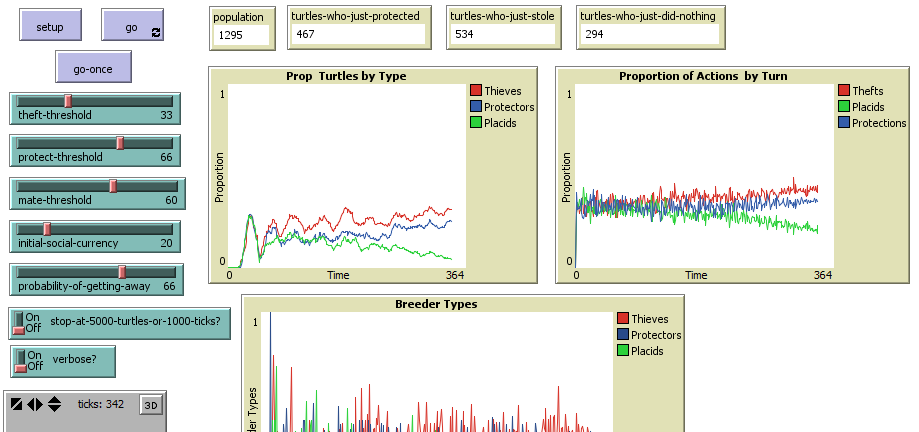 setup
go
go-once
population
1295
turtles-who-just-protected
467
turtles-who-just-stole
534
turtles-who-just-did-nothing
294
theft-threshold 33
protect-threshold 66
mate-threshold 60
initial-social-currency 20
probability-of-getting-away 66
On
Off
stop-at-5000-turtles-or-1000-ticks?
On
Off
verbose?
ticks: 342
3D
Prop Turtles by Type
1
Proportion
0
0
Time
364
Thieves
Protectors
Placids
Proportion of Actions by Turn
1
Proportion
0
0
Time
364
Thefts
Placids
Protections
Breeder Types
1
der Types
Thieves
Protectors
Placids